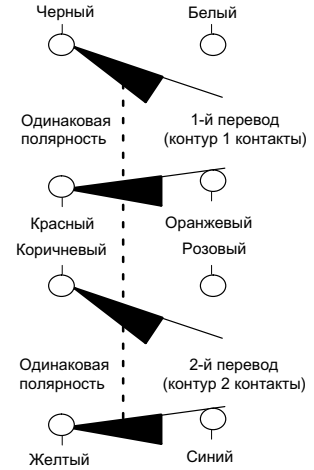 Черный Белый
Одинаковая 1-й перевод
полярность (контур 1 контакты)
Красный Оранжевый
Коричневый Розовый
Одинаковая 2-й перевод
полярность (контур 2 контакты)
Желтый Синий